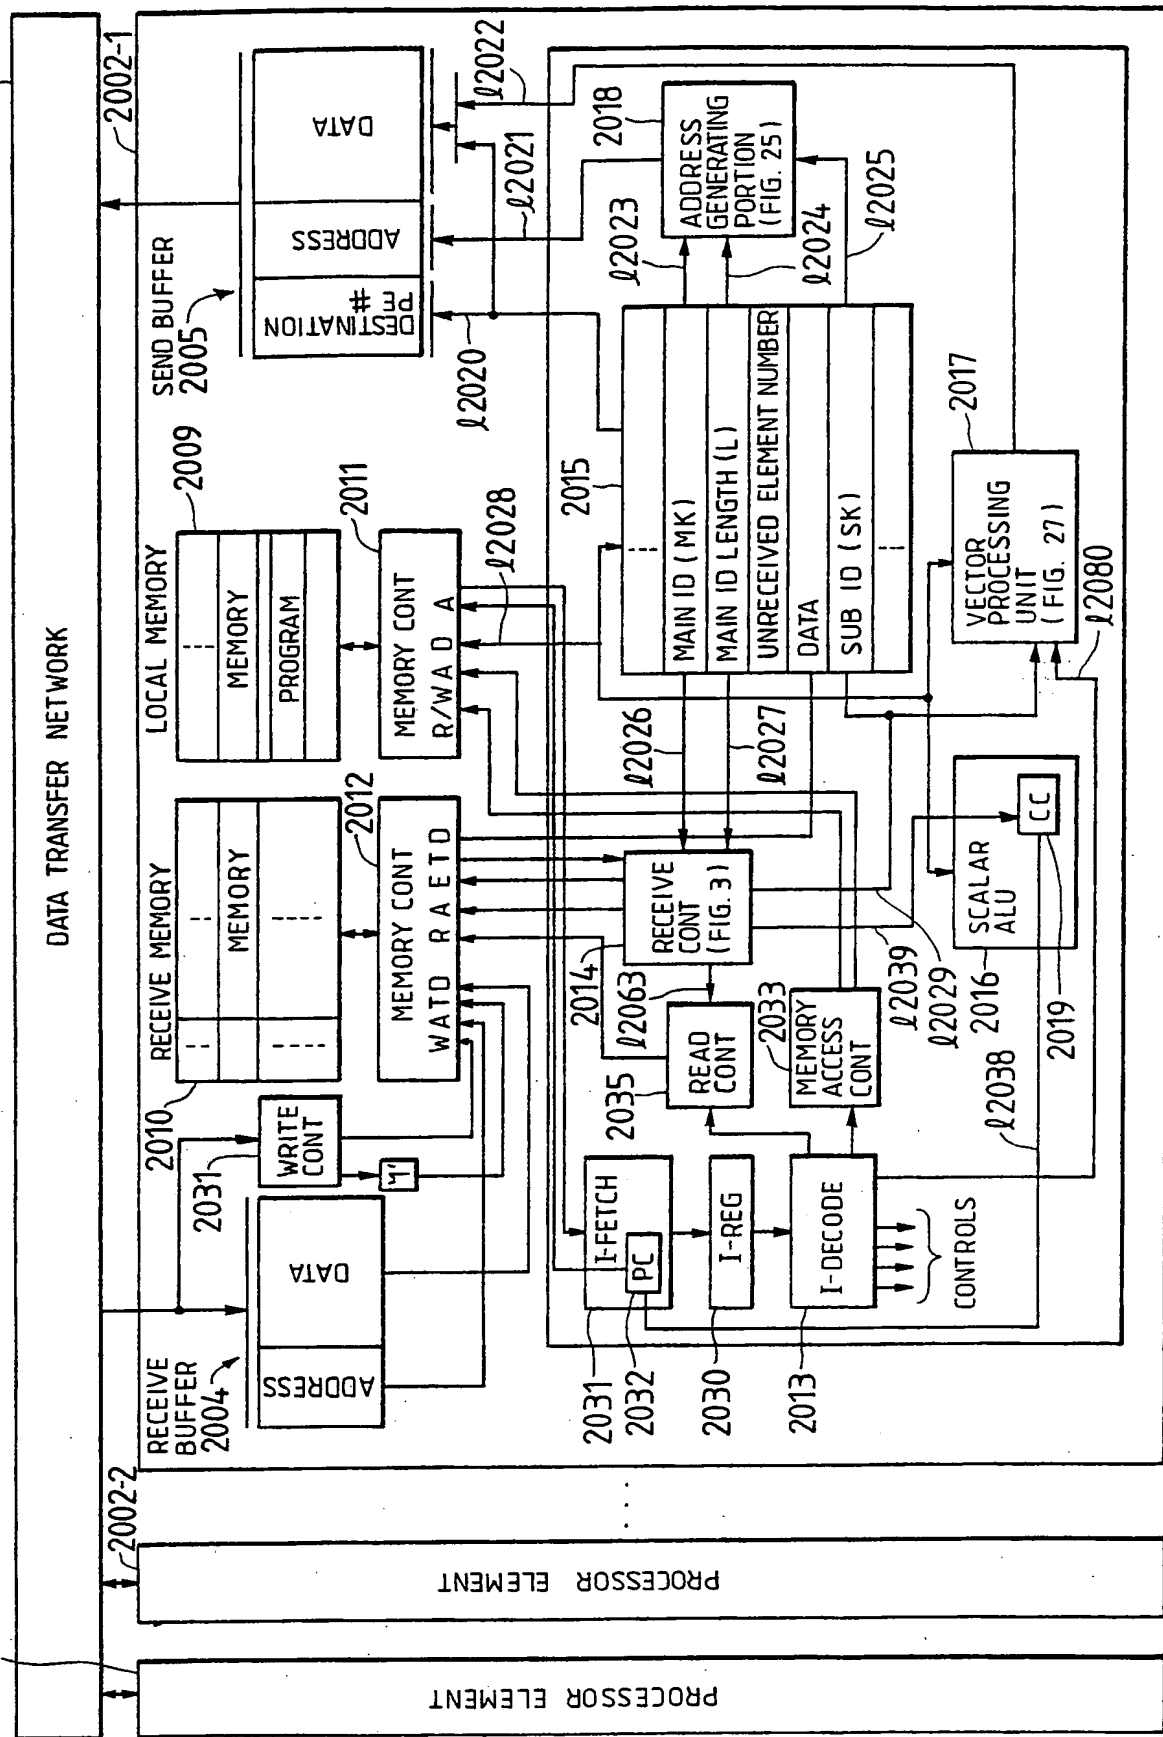 DATA TRANSFER NETWORK
2002-2
2002-1
PROCESSOR ELEMENT
PROCESSOR ELEMENT
...
RECEIVE
BUFFER
2004
ADDRESS
DATA
2031
WRITE
CONT
'1'
2010
RECEIVE MEMORY
MEMORY
2012
MEMORY CONT
WATD R A E T D
LOCAL MEMORY
2009
MEMORY
PROGRAM
2011
MEMORY CONT
R/W A D A
ℓ2028
SEND BUFFER
2005
DESTINATION
PE #
ADDRESS
DATA
ℓ2020
ℓ2021
ℓ2022
2031
I-FETCH
PC
2032
I-REG
2030
I-DECODE
2013
CONTROLS
2035
READ
CONT
ℓ2063
2014
RECEIVE
CONT
(FIG. 3)
2033
MEMORY
ACCESS
CONT
ℓ2026
ℓ2027
2015
MAIN ID (MK)
MAIN ID LENGTH (L)
UNRECEIVED ELEMENT NUMBER
DATA
SUB ID (SK)
ℓ2023
ℓ2024
ℓ2025
2018
ADDRESS
GENERATING
PORTION
(FIG. 25)
ℓ2039
ℓ2029
2016
SCALAR
ALU
CC
2019
ℓ2038
2017
VECTOR
PROCESSING
UNIT
(FIG. 27)
ℓ2080